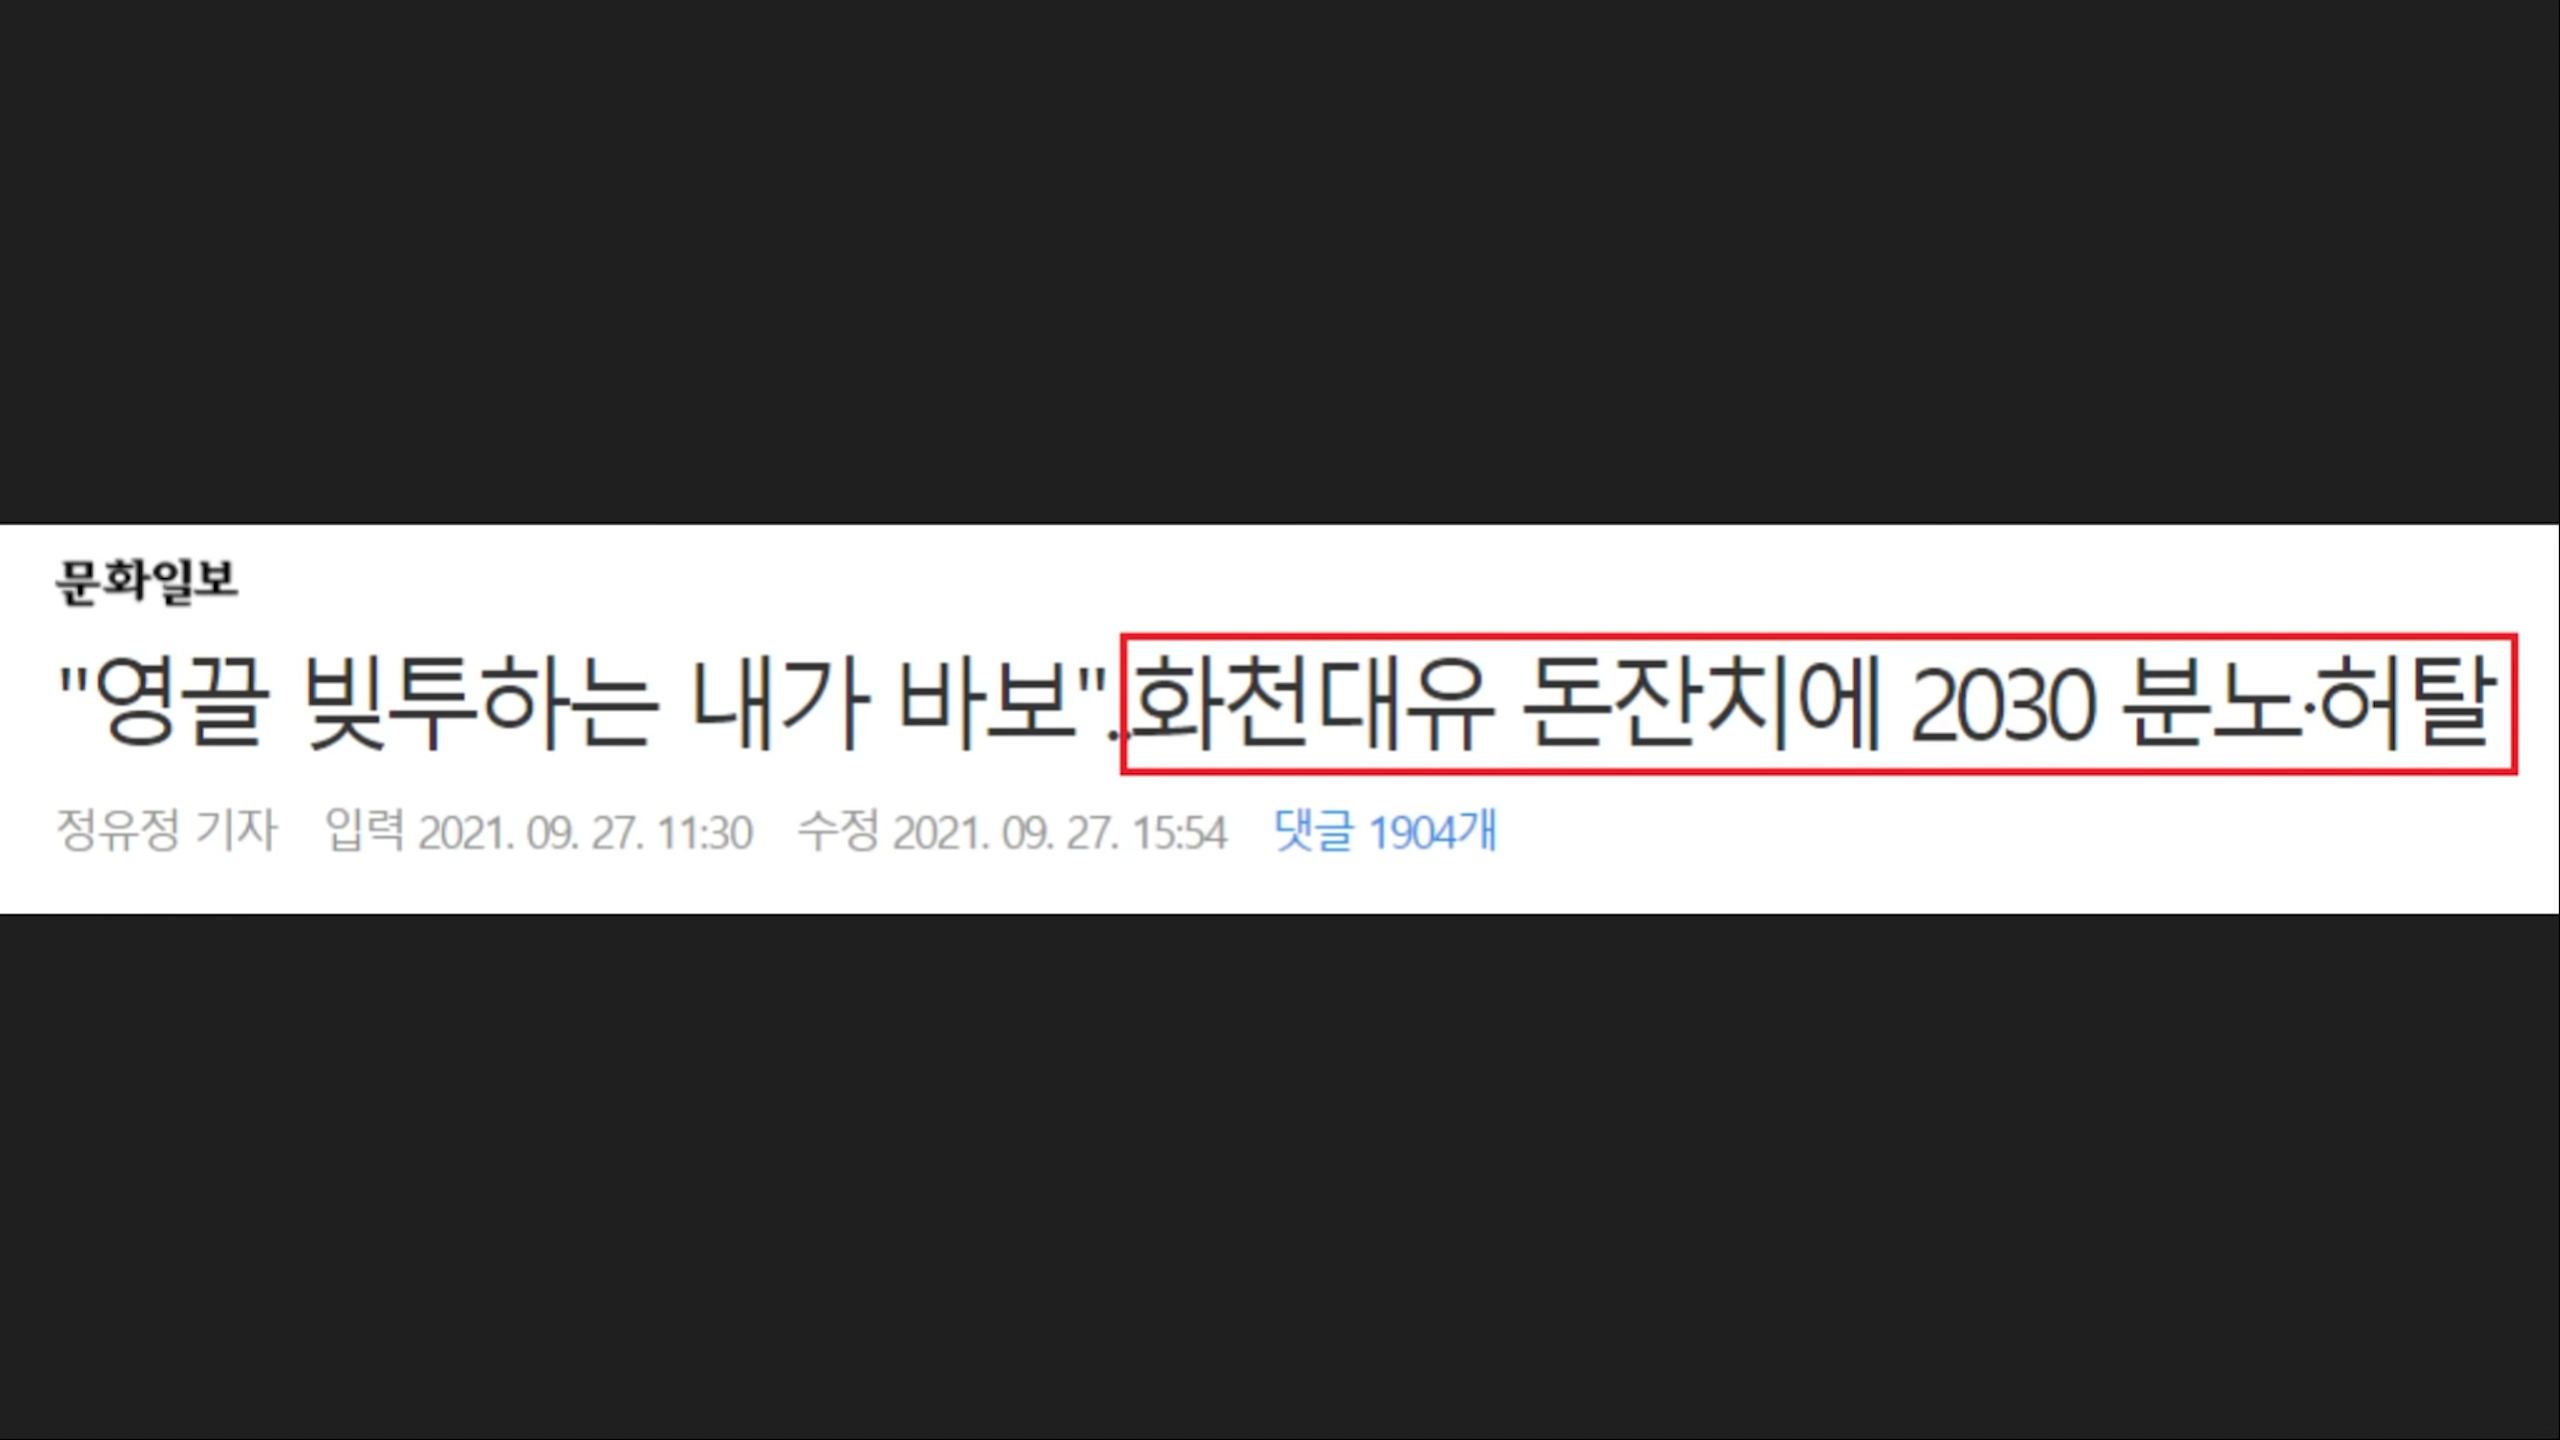 문화일보
"영끌 빚투하는 내가 바보"..화천대유 돈잔치에 2030 분노·허탈
정유정 기자 입력 2021. 09. 27. 11:30 수정 2021. 09. 27. 15:54 댓글 1904개